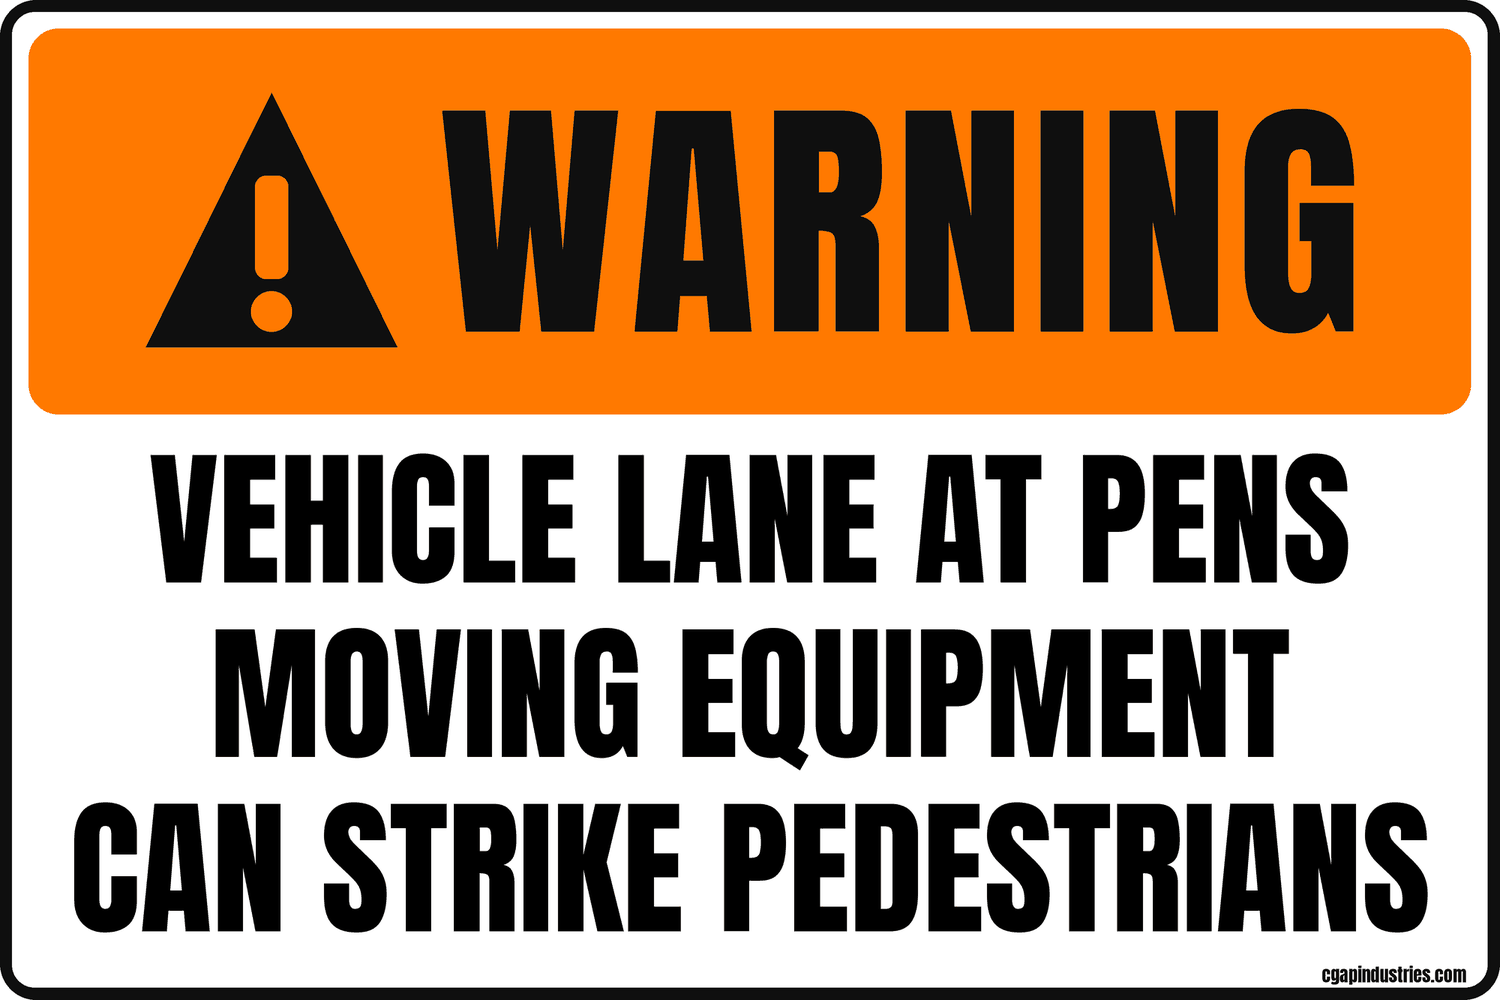 WARNING
VEHICLE LANE AT PENS
MOVING EQUIPMENT
CAN STRIKE PEDESTRIANS
cgapindustries.com